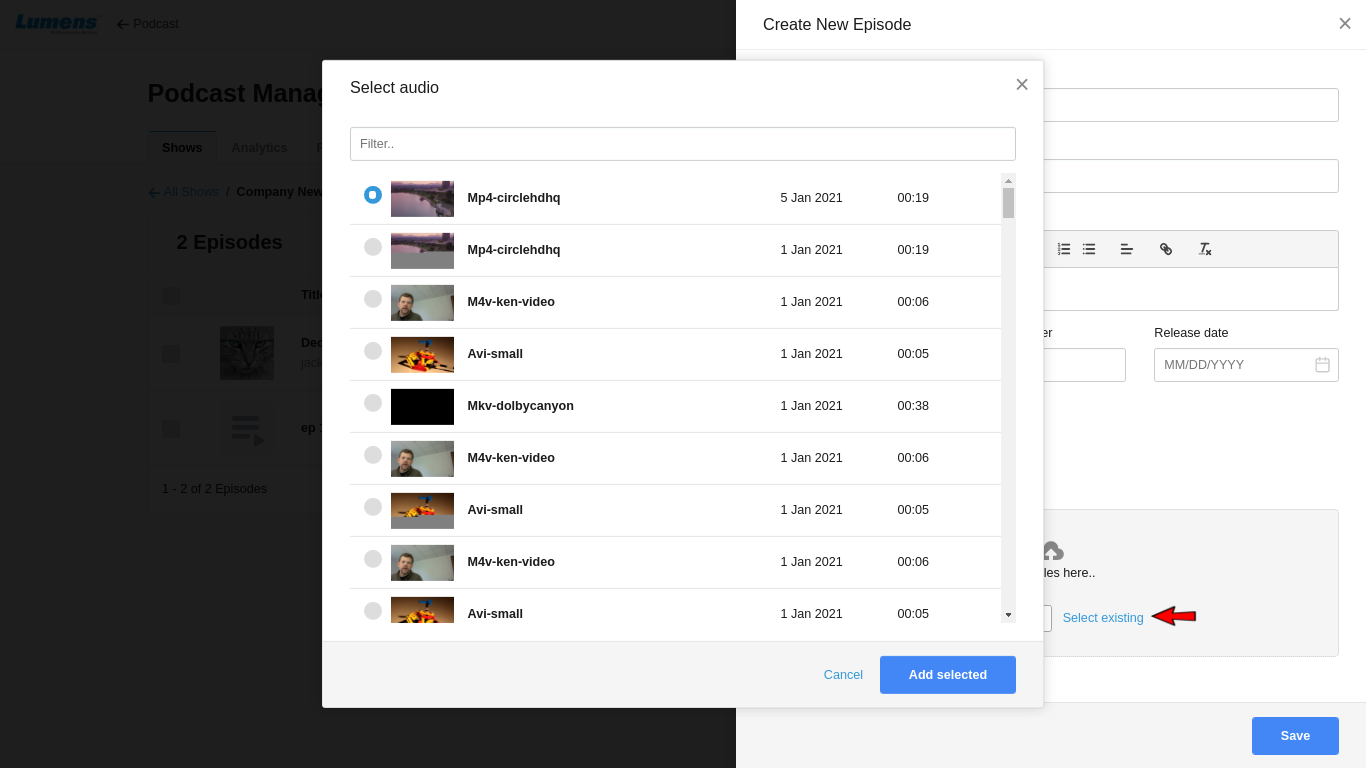 Lumens
Podcast
Create New Episode
Podcast Manag
Select audio
Shows
Analytics
Filter..
All Shows / Company New
Mp4-circlehdhq 5 Jan 2021 00:19
2 Episodes
Mp4-circlehdhq 1 Jan 2021 00:19
Title
M4v-ken-video 1 Jan 2021 00:06
er
Release date
Dec
Avi-small 1 Jan 2021 00:05
jacie
MM/DD/YYYY
Mkv-dolbycanyon 1 Jan 2021 00:38
ep 1
M4v-ken-video 1 Jan 2021 00:06
1 - 2 of 2 Episodes
Avi-small 1 Jan 2021 00:05
M4v-ken-video 1 Jan 2021 00:06
les here..
Avi-small 1 Jan 2021 00:05
Select existing
Cancel
Add selected
Save